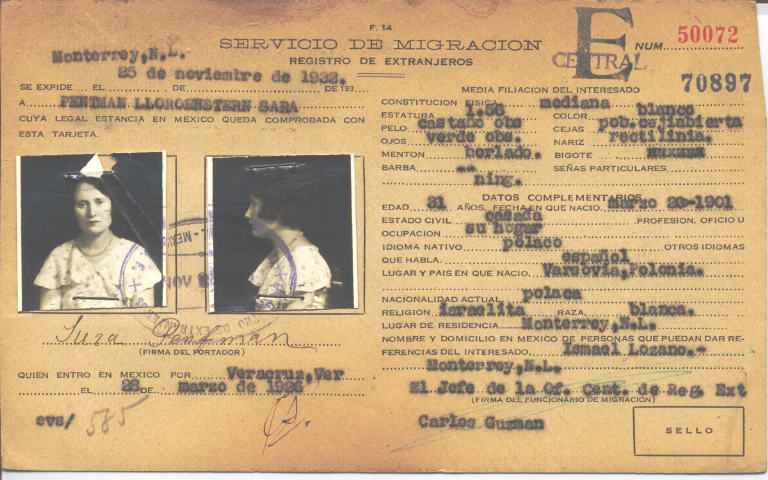 F. 14
SERVICIO DE MIGRACION
REGISTRO DE EXTRANJEROS
E
CENTRAL
NUM. 50072
70897
Monterrey,N.L.
25 de noviembre de 1932.
SE EXPIDE EL DE DE 193
A PENTMAN LLOROENSTERN SARA
CUYA LEGAL ESTANCIA EN MEXICO QUEDA COMPROBADA CON
ESTA TARJETA.
Sura Pentman
(FIRMA DEL PORTADOR)
QUIEN ENTRO EN MEXICO POR Veracruz,Ver
EL 28 DE marzo de 1926
evs/ 585
MEDIA FILIACION DEL INTERESADO
CONSTITUCION FISICA mediana
ESTATURA 1.56 COLOR blanco
PELO castaño obs CEJAS pob.cejiabierta
OJOS verde obs. NARIZ rectilinia.
MENTON borlado. BIGOTE
BARBA -- SEÑAS PARTICULARES
ning.
DATOS COMPLEMENTARIOS
EDAD 31 AÑOS, FECHA EN QUE NACIO, marzo 20-1901
ESTADO CIVIL casada PROFESION, OFICIO U
OCUPACION su hogar
IDIOMA NATIVO polaco OTROS IDIOMAS
QUE HABLA español
LUGAR Y PAIS EN QUE NACIO, Varsovia,Polonia.
NACIONALIDAD ACTUAL polaca
RELIGION israelita RAZA blanca.
LUGAR DE RESIDENCIA Monterrey,N.L.
NOMBRE Y DOMICILIO EN MEXICO DE PERSONAS QUE PUEDAN DAR RE-
FERENCIAS DEL INTERESADO, Ismael Lozano.-
Monterrey,N.L.
El Jefe de la Of. Cent. de Reg. Ext
(FIRMA DEL FUNCIONARIO DE MIGRACION)
Carlos Guzman
SELLO